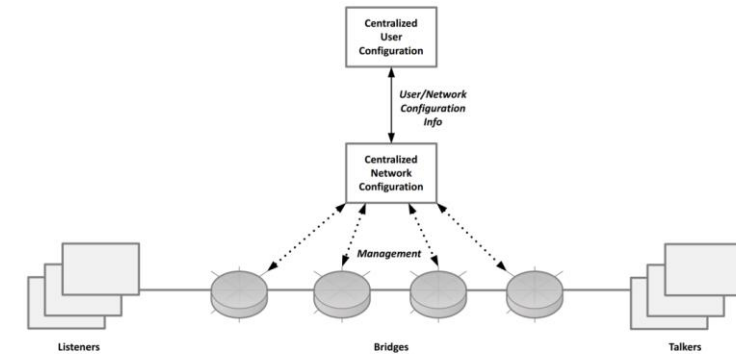 Centralized
User
Configuration
User/Network
Configuration
Info
Centralized
Network
Configuration
Management
Listeners
Bridges
Talkers